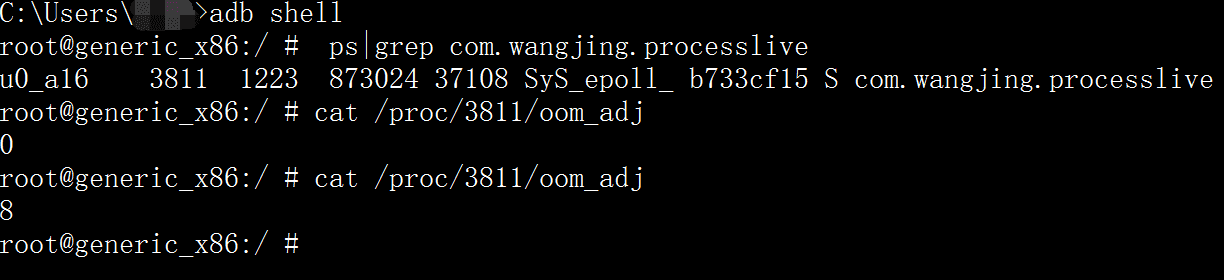 C:\Users\ >adb shell
root@generic_x86:/ #  ps|grep com.wangjing.processlive
u0_a16    3811  1223  873024 37108 SyS_epoll_ b733cf15 S com.wangjing.processlive
root@generic_x86:/ # cat /proc/3811/oom_adj
0
root@generic_x86:/ # cat /proc/3811/oom_adj
8
root@generic_x86:/ #